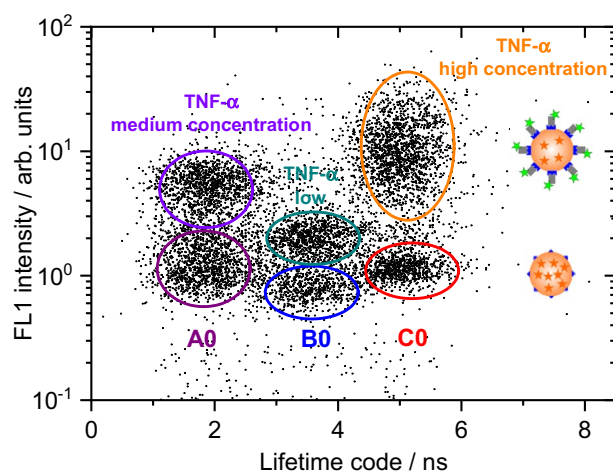 TNF-α
high concentration
TNF-α
medium concentration
TNF-α
low
A0
B0
C0
10²
10¹
10⁰
10⁻¹
FL1 intensity / arb. units
0
2
4
6
8
Lifetime code / ns